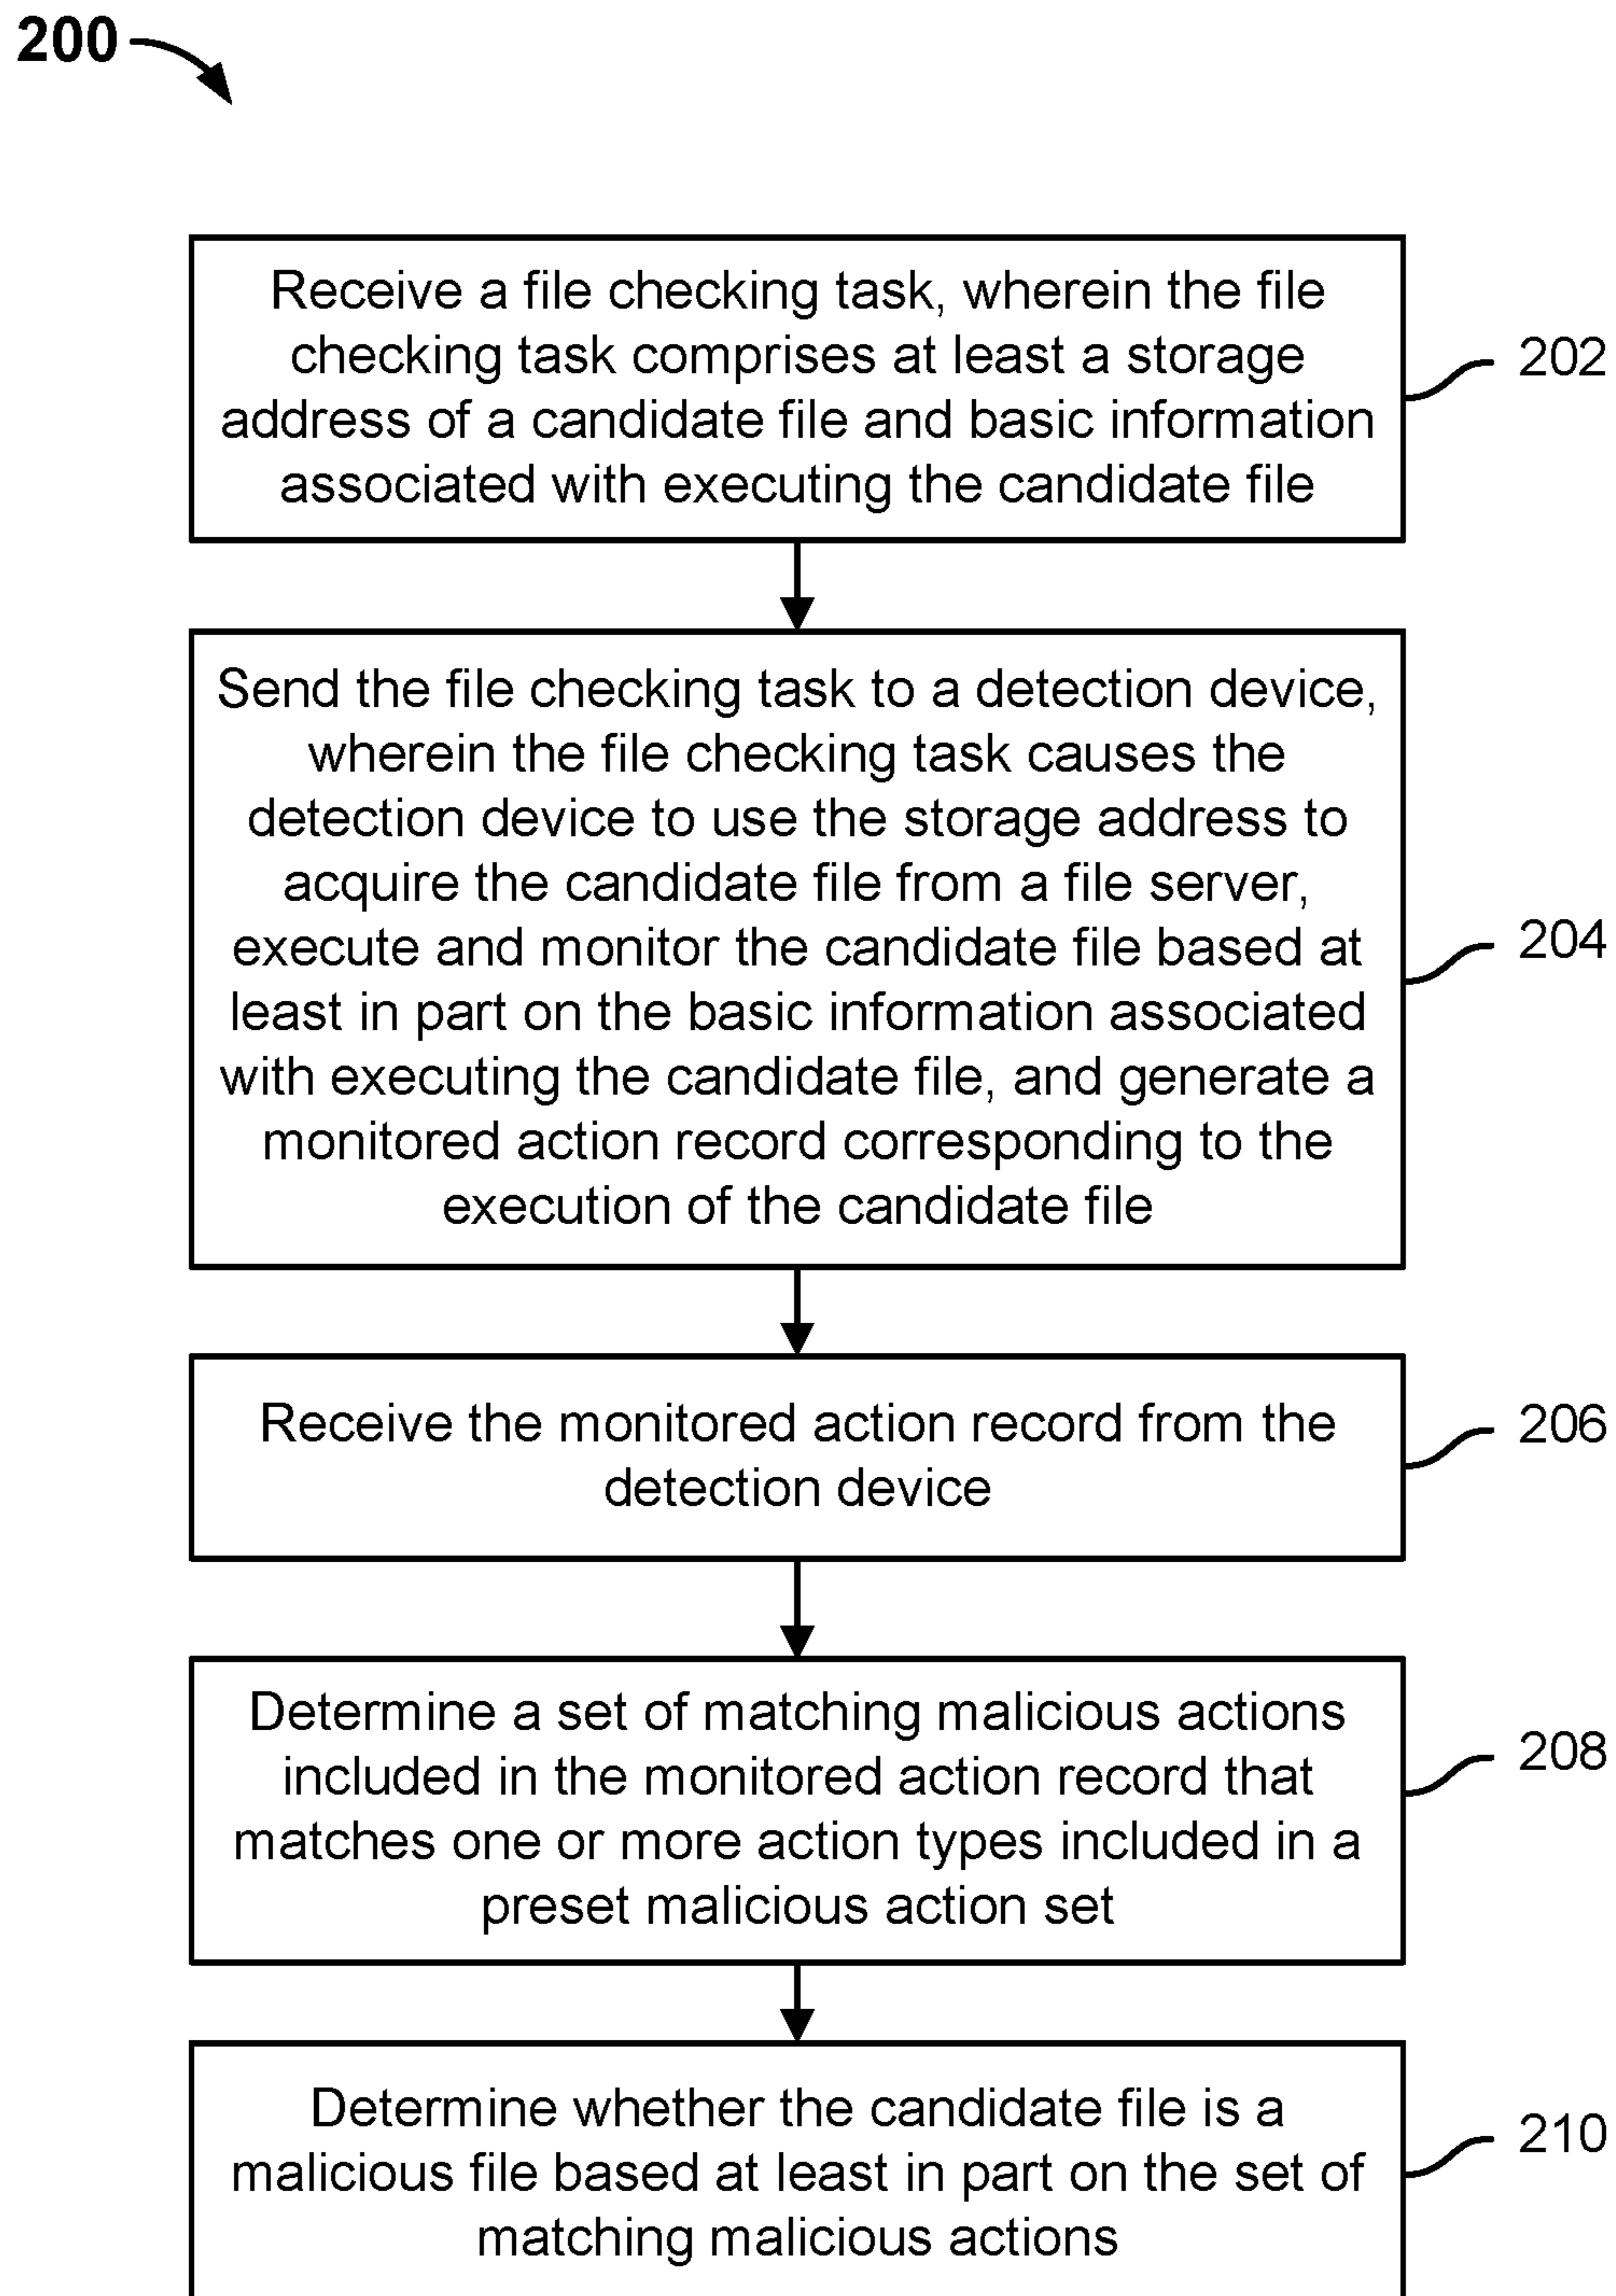 200
Receive a file checking task, wherein the file
checking task comprises at least a storage
address of a candidate file and basic information
associated with executing the candidate file
202
Send the file checking task to a detection device,
wherein the file checking task causes the
detection device to use the storage address to
acquire the candidate file from a file server,
execute and monitor the candidate file based at
least in part on the basic information associated
with executing the candidate file, and generate a
monitored action record corresponding to the
execution of the candidate file
204
Receive the monitored action record from the
detection device
206
Determine a set of matching malicious actions
included in the monitored action record that
matches one or more action types included in a
preset malicious action set
208
Determine whether the candidate file is a
malicious file based at least in part on the set of
matching malicious actions
210